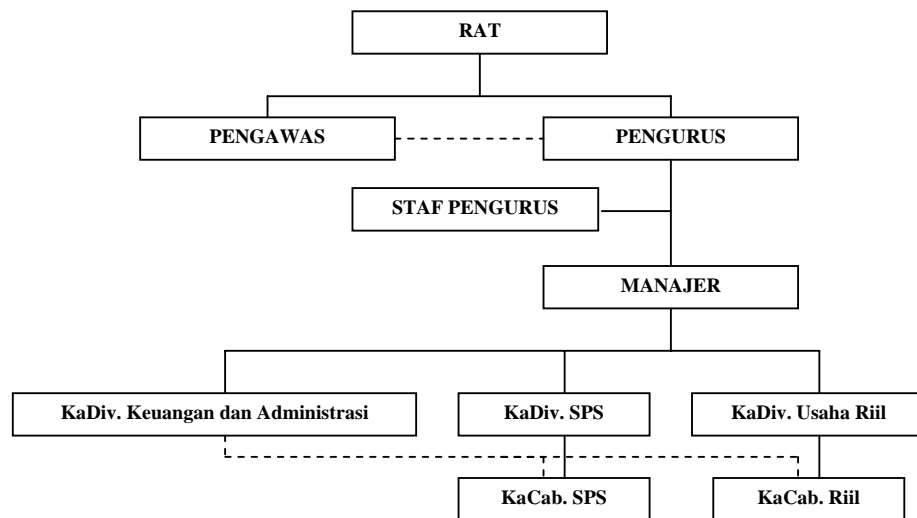 RAT
PENGAWAS
PENGURUS
STAF PENGURUS
MANAJER
KaDiv. Keuangan dan Administrasi
KaDiv. SPS
KaDiv. Usaha Riil
KaCab. SPS
KaCab. Riil